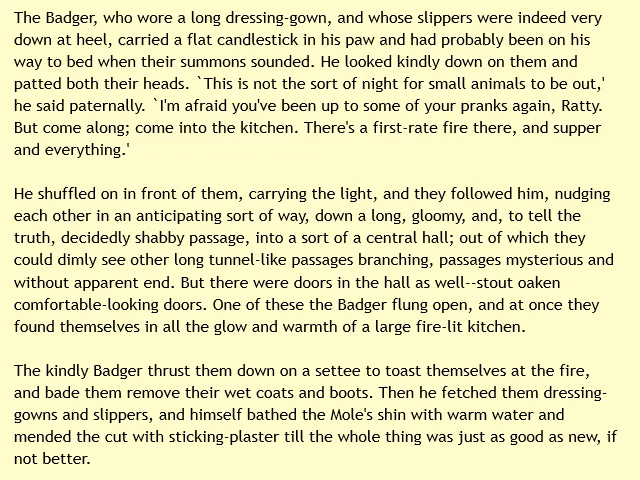 The Badger, who wore a long dressing-gown, and whose slippers were indeed very
down at heel, carried a flat candlestick in his paw and had probably been on his
way to bed when their summons sounded. He looked kindly down on them and
patted both their heads. `This is not the sort of night for small animals to be out,'
he said paternally. `I'm afraid you've been up to some of your pranks again, Ratty.
But come along; come into the kitchen. There's a first-rate fire there, and supper
and everything.'

He shuffled on in front of them, carrying the light, and they followed him, nudging
each other in an anticipating sort of way, down a long, gloomy, and, to tell the
truth, decidedly shabby passage, into a sort of a central hall; out of which they
could dimly see other long tunnel-like passages branching, passages mysterious and
without apparent end. But there were doors in the hall as well--stout oaken
comfortable-looking doors. One of these the Badger flung open, and at once they
found themselves in all the glow and warmth of a large fire-lit kitchen.

The kindly Badger thrust them down on a settee to toast themselves at the fire,
and bade them remove their wet coats and boots. Then he fetched them dressing-
gowns and slippers, and himself bathed the Mole's shin with warm water and
mended the cut with sticking-plaster till the whole thing was just as good as new, if
not better.